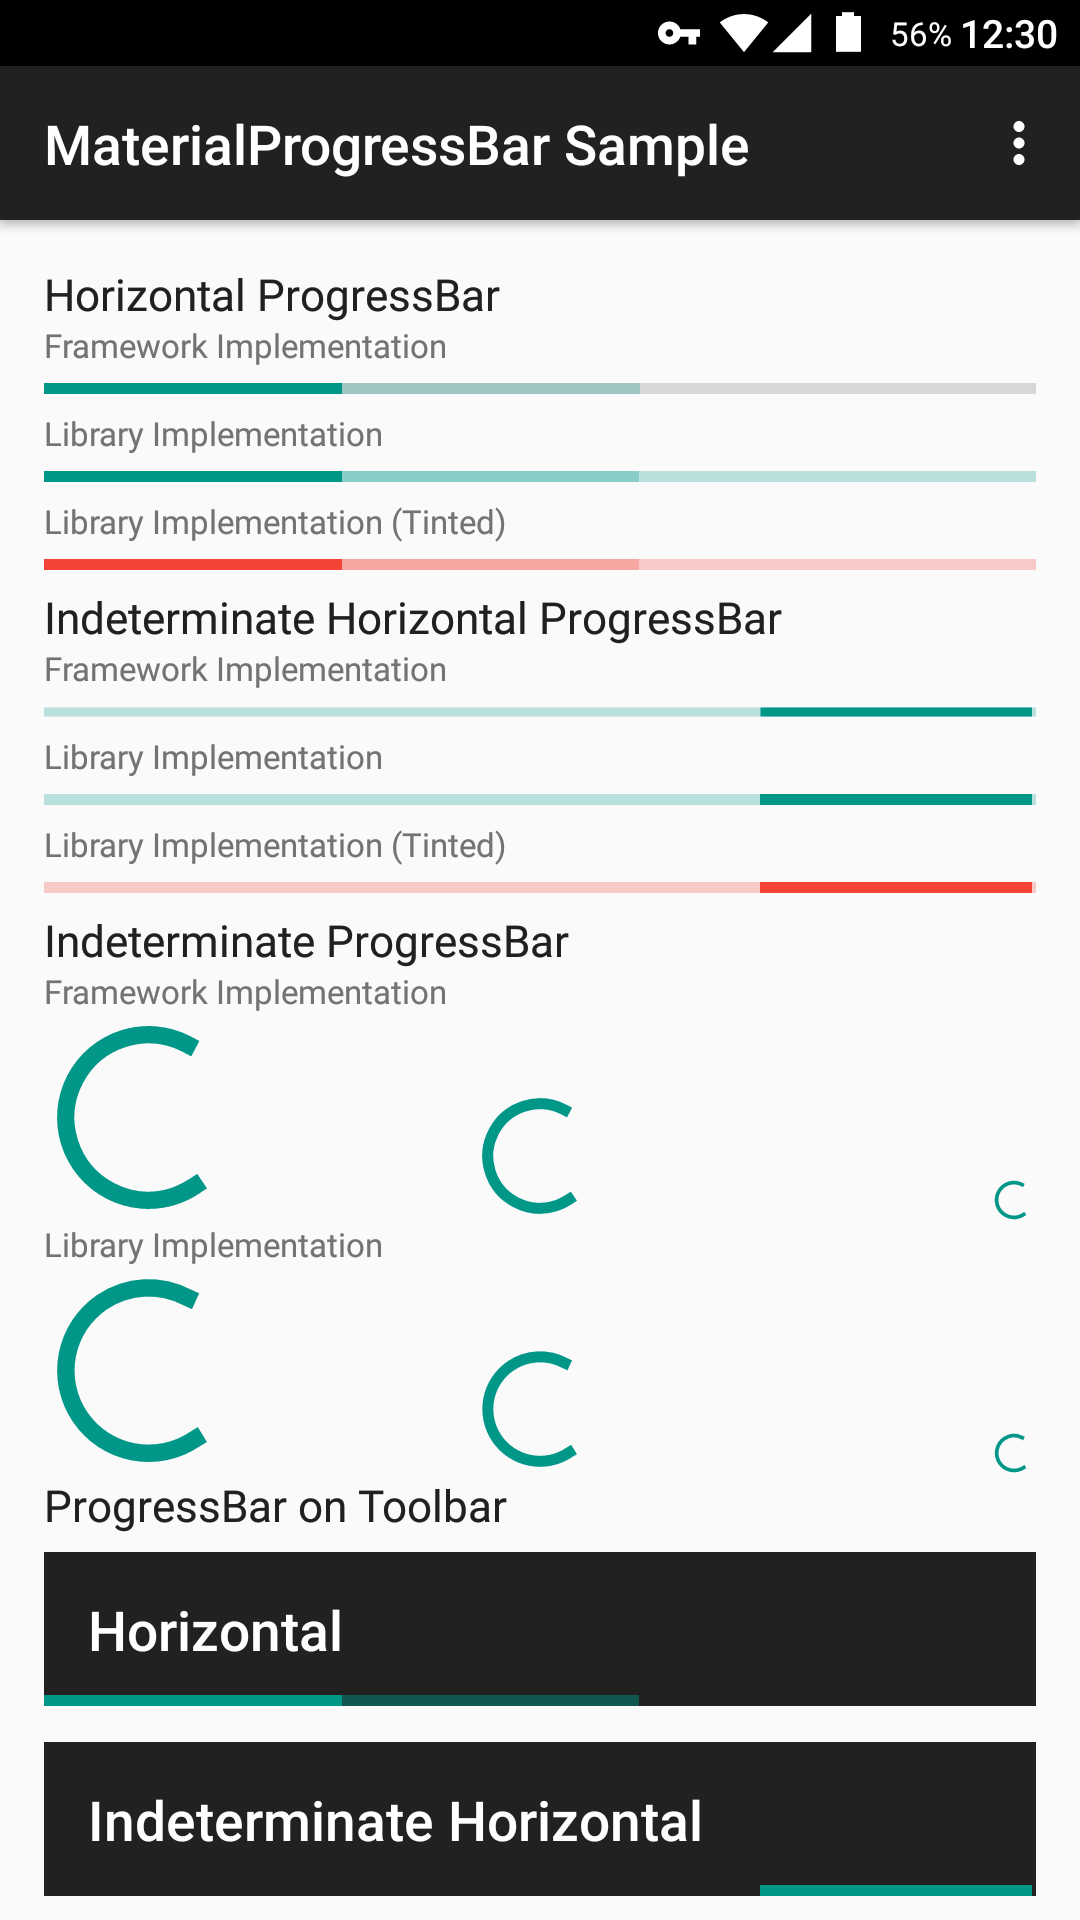 56% 12:30
MaterialProgressBar Sample
Horizontal ProgressBar
Framework Implementation
Library Implementation
Library Implementation (Tinted)
Indeterminate Horizontal ProgressBar
Framework Implementation
Library Implementation
Library Implementation (Tinted)
Indeterminate ProgressBar
Framework Implementation
Library Implementation
ProgressBar on Toolbar
Horizontal
Indeterminate Horizontal